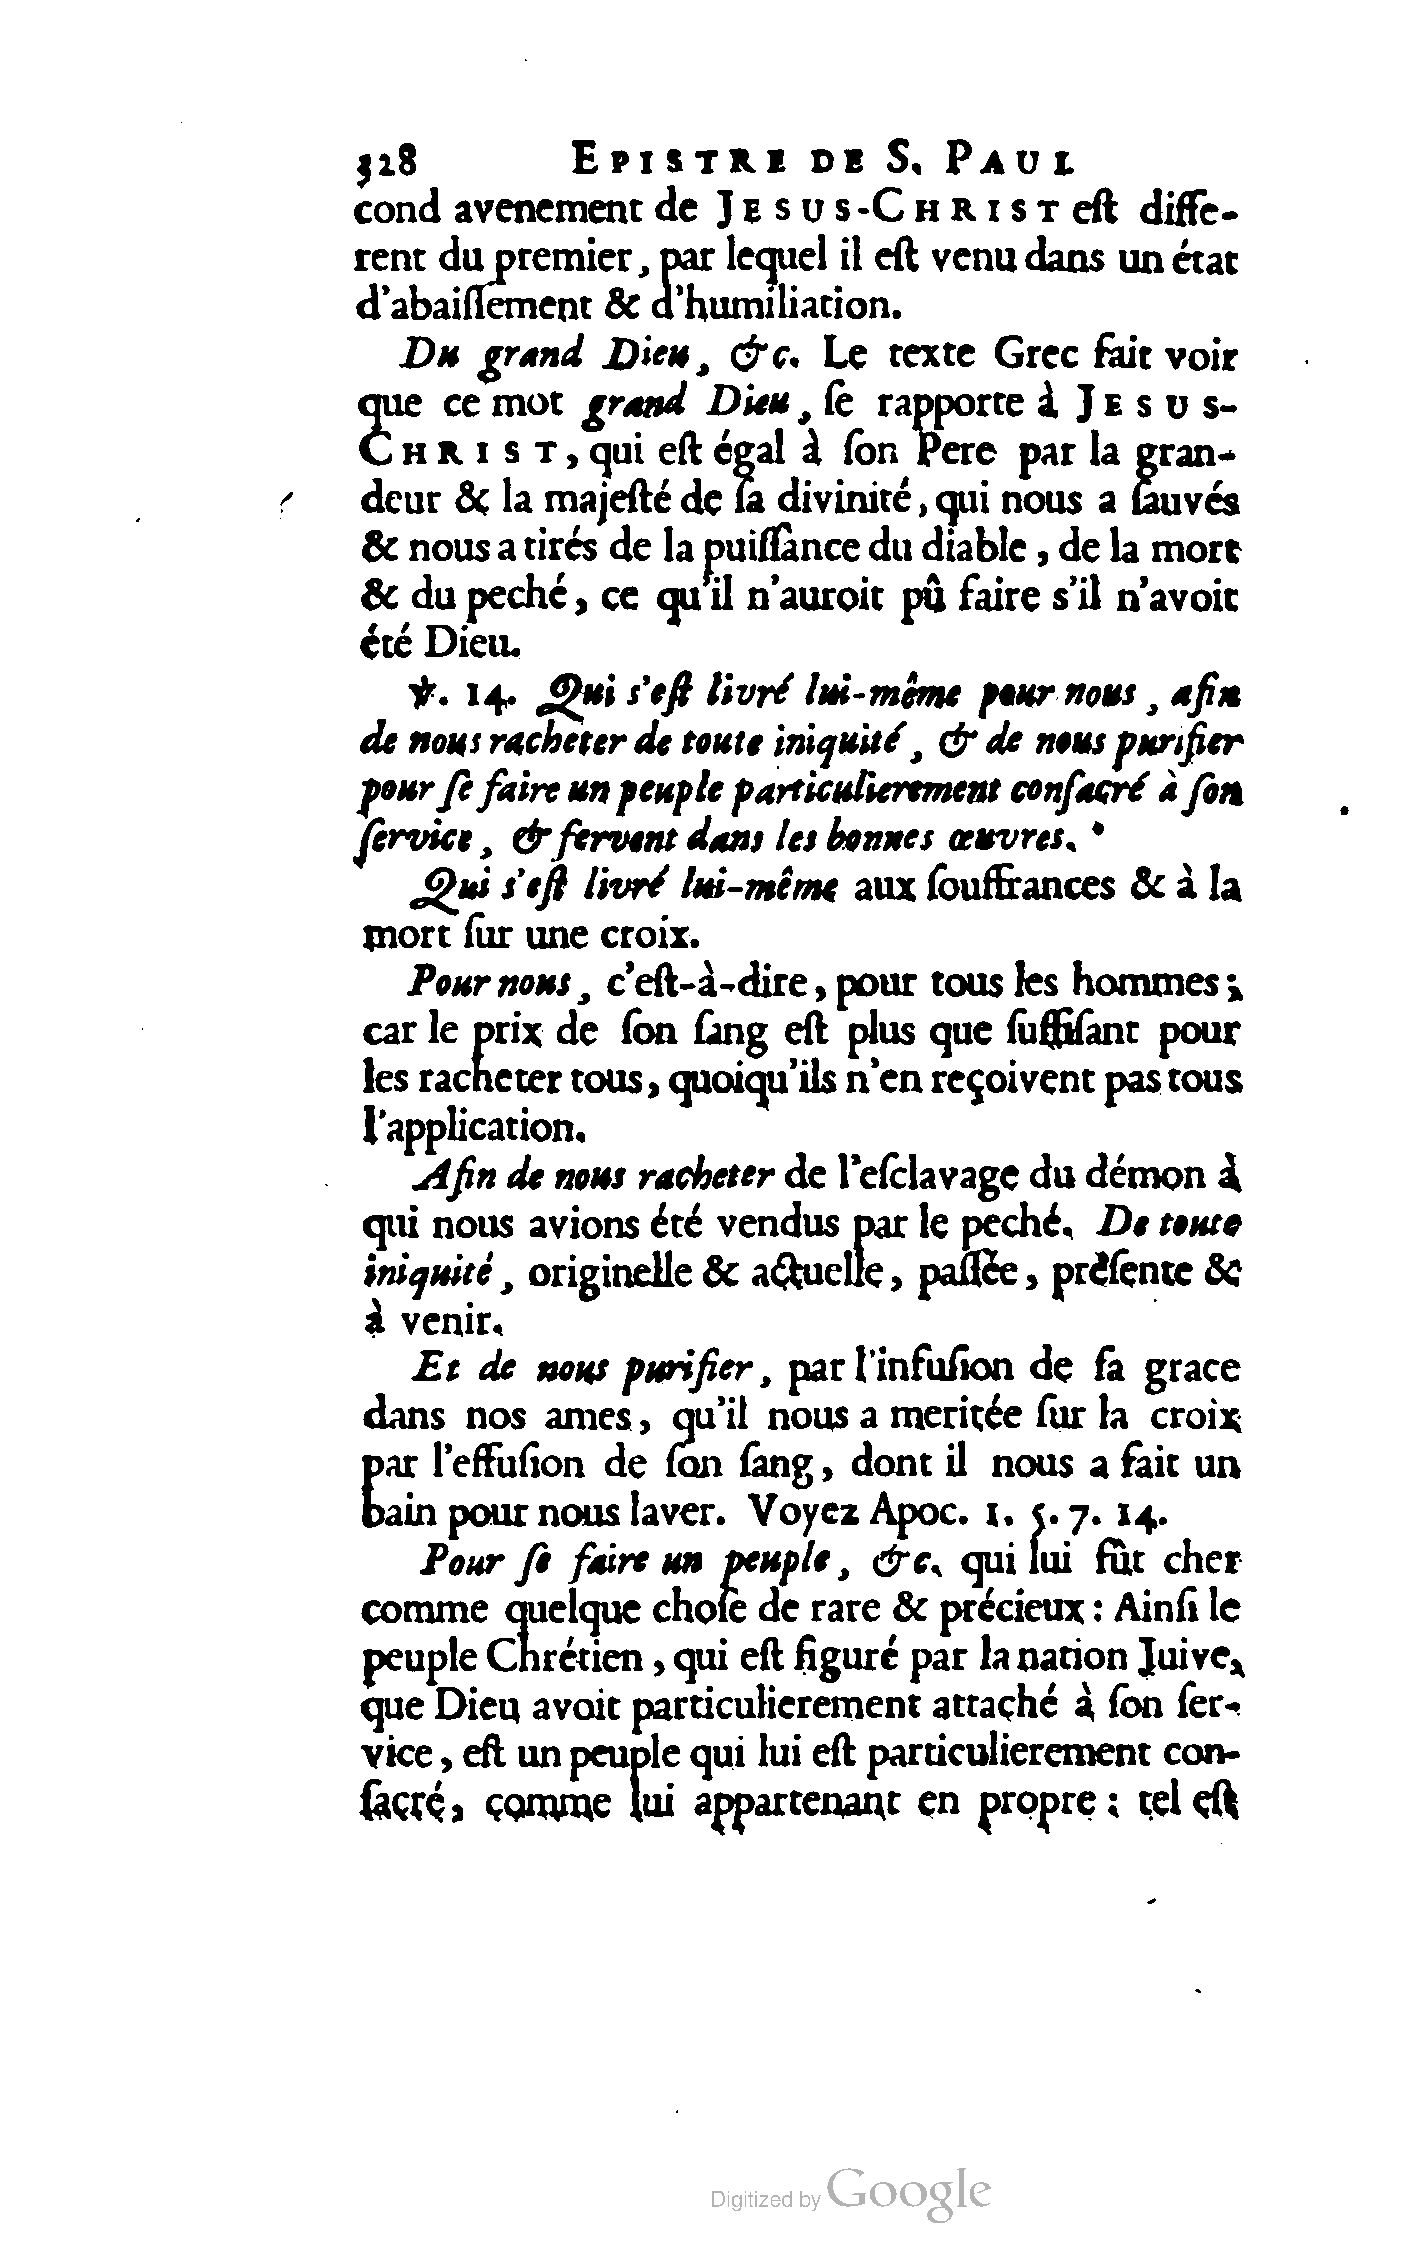 328 EPISTRE DE S. PAUL
cond avenement de JESUS-CHRIST eſt diffe-
rent du premier, par lequel il eſt venu dans un état
d'abaiſſement & d'humiliation.
Du grand Dieu, &c. Le texte Grec fait voir
que ce mot grand Dieu, ſe rapporte à JESUS-
CHRIST, qui eſt égal à ſon Pere par la gran-
deur & la majeſté de ſa divinité, qui nous a ſauvés
& nous a tirés de la puiſſance du diable, de la mort
& du peché, ce qu'il n'auroit pû faire s'il n'avoit
été Dieu.
℣. 14. Qui s'eſt livré lui-même pour nous, afin
de nous racheter de toute iniquité, & de nous purifier
pour ſe faire un peuple particulierement conſacré à ſon
ſervice, & fervent dans les bonnes œuvres.
Qui s'eſt livré lui-même aux ſouffrances & à la
mort ſur une croix.
Pour nous, c'eſt-à-dire, pour tous les hommes;
car le prix de ſon ſang eſt plus que ſuffiſant pour
les racheter tous, quoiqu'ils n'en reçoivent pas tous
l'application.
Afin de nous racheter de l'eſclavage du démon à
qui nous avions été vendus par le peché. De toute
iniquité, originelle & actuelle, paſſée, préſente &
à venir.
Et de nous purifier, par l'infuſion de ſa grace
dans nos ames, qu'il nous a meritée ſur la croix
par l'effuſion de ſon ſang, dont il nous a fait un
bain pour nous laver. Voyez Apoc. 1. 5. 7. 14.
Pour ſe faire un peuple, &c. qui lui fût cher
comme quelque choſe de rare & précieux : Ainſi le
peuple Chrétien, qui eſt figuré par la nation Juive,
que Dieu avoit particulierement attaché à ſon ſer-
vice, eſt un peuple qui lui eſt particulierement con-
ſacré, comme lui appartenant en propre : tel eſt
Digitized by Google